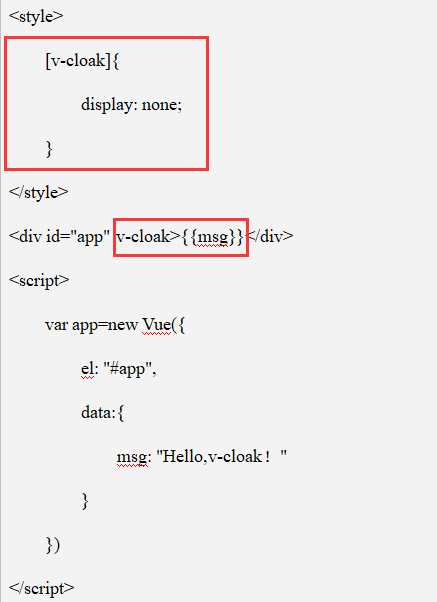 <style>
[v-cloak]{
display: none;
}
</style>
<div id="app" v-cloak>{{msg}}</div>
<script>
var app=new Vue({
el: "#app",
data:{
msg: "Hello,v-cloak！"
}
})
</script>